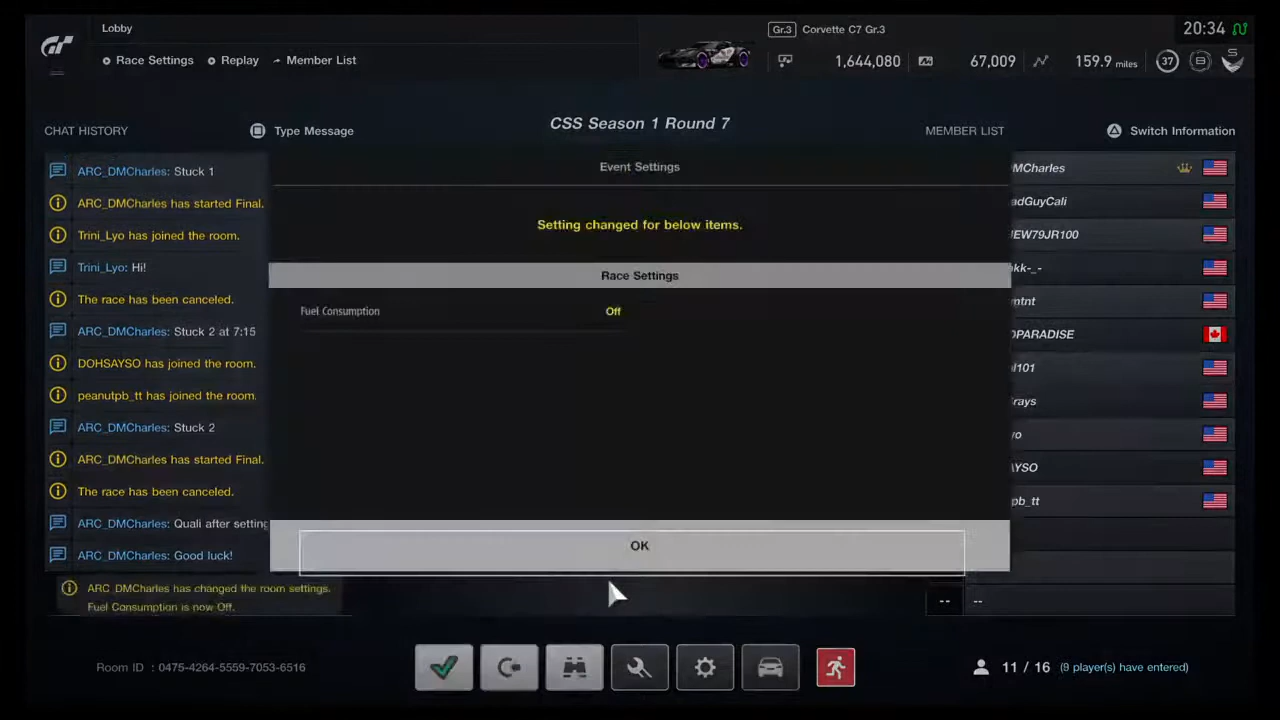 Lobby
Race Settings
Replay
Member List
Gr.3
Corvette C7 Gr.3
20:34
1,644,080
67,009
159.9 miles
37
B
S
CHAT HISTORY
Type Message
CSS Season 1 Round 7
MEMBER LIST
Switch Information
ARC_DMCharles: Stuck 1
ARC_DMCharles has started Final.
Trini_Lyo has joined the room.
Trini_Lyo: Hi!
The race has been canceled.
ARC_DMCharles: Stuck 2 at 7:15
DOHSAYSO has joined the room.
peanutpb_tt has joined the room.
ARC_DMCharles: Stuck 2
ARC_DMCharles has started Final.
The race has been canceled.
ARC_DMCharles: Quali after setting
ARC_DMCharles: Good luck!
ARC_DMCharles has changed the room settings.
Fuel Consumption is now Off.
Event Settings
Setting changed for below items.
Race Settings
Fuel Consumption
Off
OK
MCharles
adGuyCali
IEW79JR100
kk-_-
mtnt
OPARADISE
l101
rays
yo
AYSO
pb_tt
--
--
Room ID : 0475-4264-5559-7053-6516
11 / 16
(9 player(s) have entered)